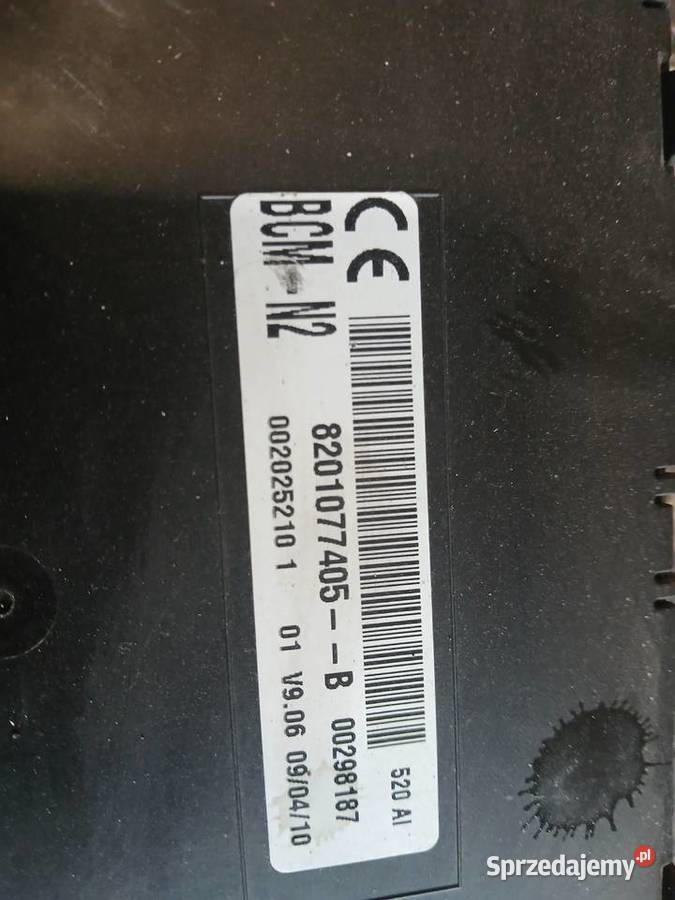 CE
520 AI
8201077405--B 00298187
BCM-N2
002025210 1 01 V9.06 09/04/10
Sprzedajemy.pl